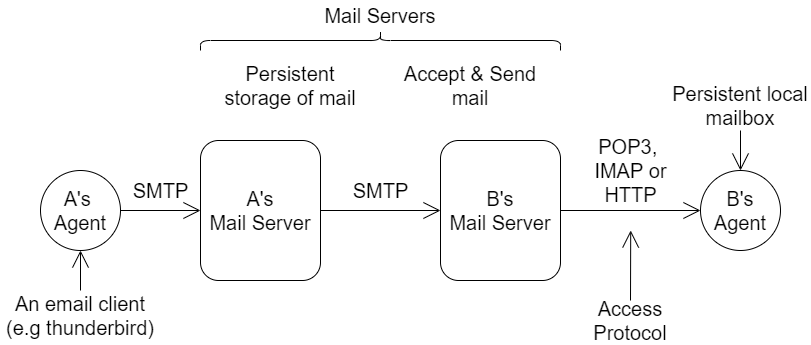 Mail Servers
Persistent
storage of mail
Accept & Send
mail
Persistent local
mailbox
POP3,
IMAP or
HTTP
SMTP
SMTP
A's
Agent
A's
Mail Server
B's
Mail Server
B's
Agent
An email client
(e.g thunderbird)
Access
Protocol